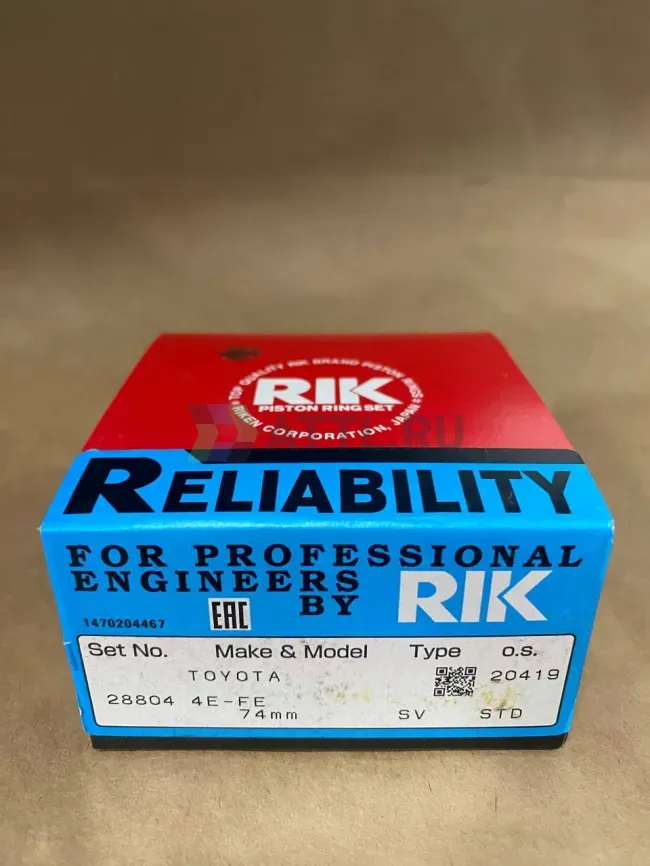 TOP QUALITY RIK BRAND PISTON RINGS
RIK
PISTON RING SET
RIKEN CORPORATION, JAPAN
RELIABILITY
FOR PROFESSIONAL
ENGINEERS
BY RIK
1470204467
EAC
Set No. Make & Model Type o.s.
TOYOTA 20419
28804 4E-FE
74mm SV STD